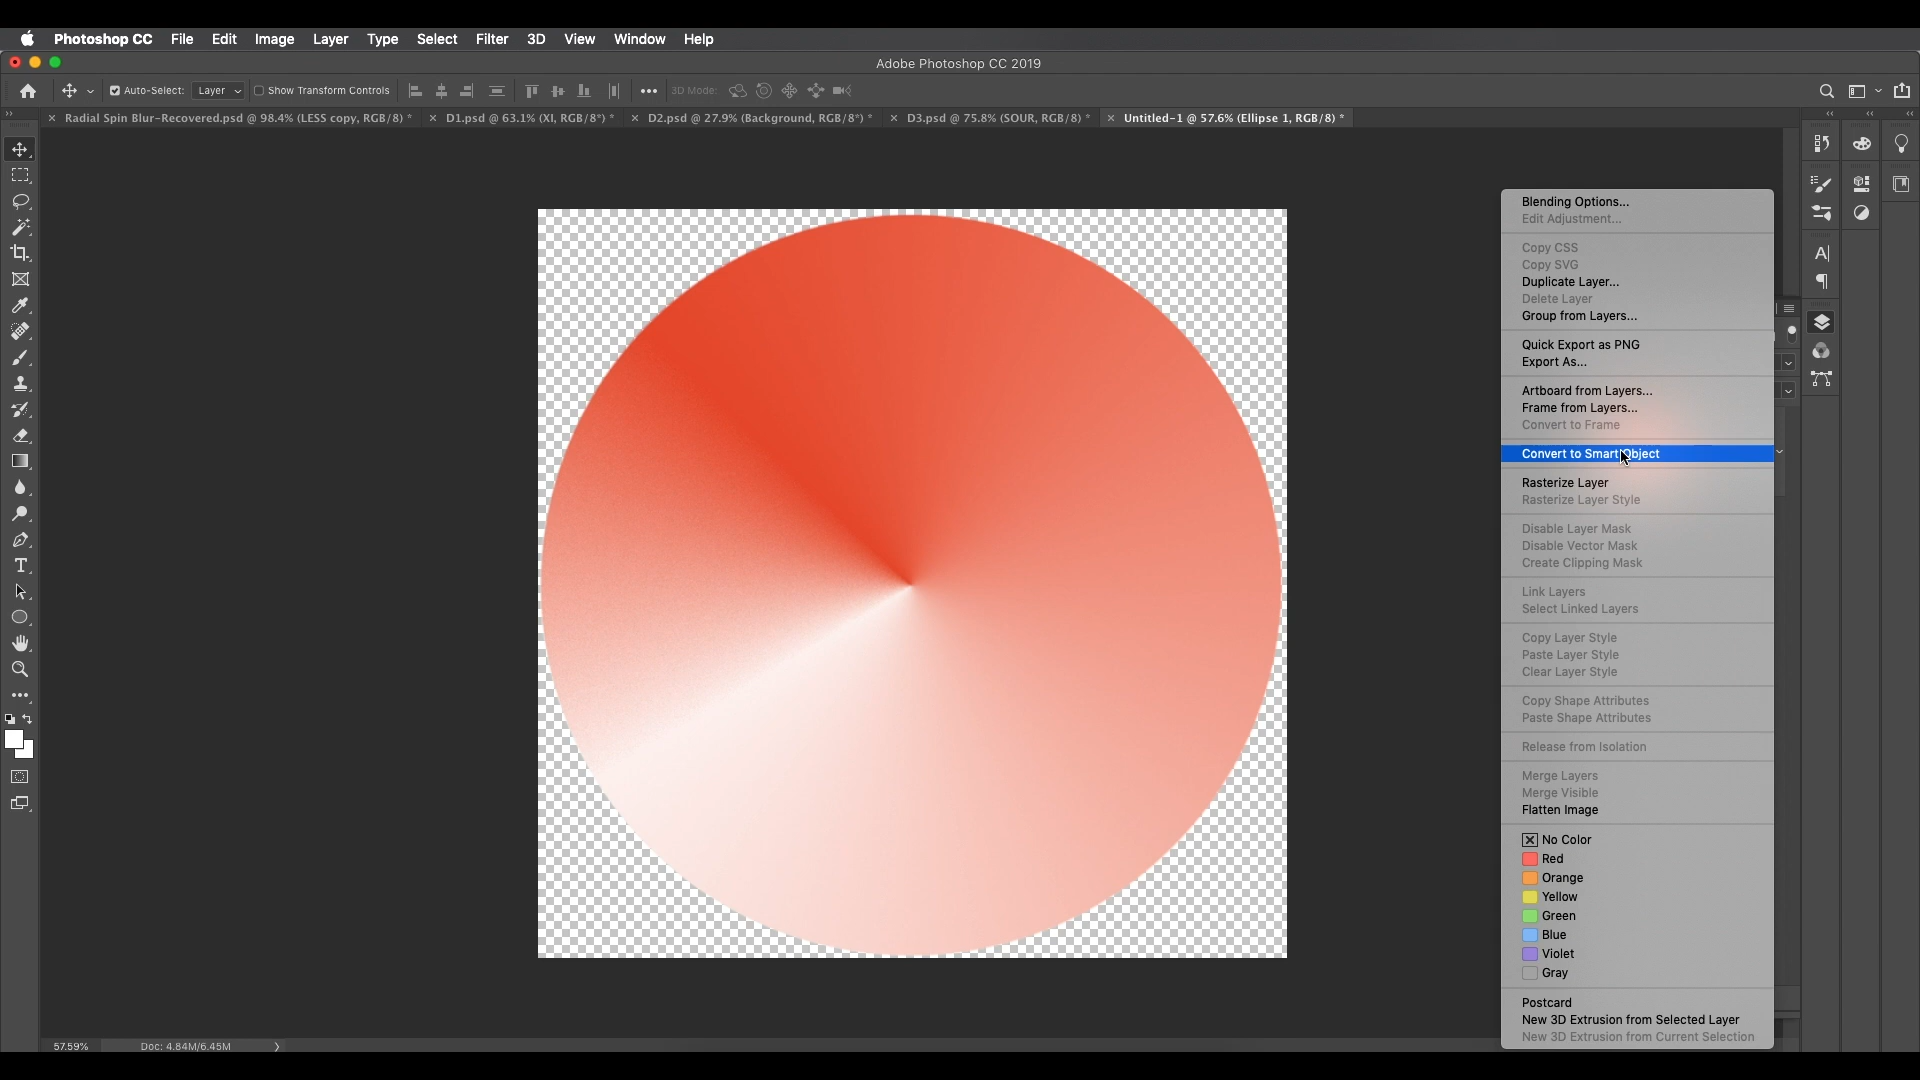 Photoshop CC File Edit Image Layer Type Select Filter 3D View Window Help
Adobe Photoshop CC 2019
Auto-Select: Layer Show Transform Controls 3D Mode:
Radial Spin Blur-Recovered.psd @ 98.4% (LESS copy, RGB/8) * D1.psd @ 63.1% (XI, RGB/8*) * D2.psd @ 27.9% (Background, RGB/8*) * D3.psd @ 75.8% (SOUR, RGB/8) * Untitled-1 @ 57.6% (Ellipse 1, RGB/8) *
Blending Options...
Edit Adjustment...
Copy CSS
Copy SVG
Duplicate Layer...
Delete Layer
Group from Layers...
Quick Export as PNG
Export As...
Artboard from Layers...
Frame from Layers...
Convert to Frame
Convert to Smart Object
Rasterize Layer
Rasterize Layer Style
Disable Layer Mask
Disable Vector Mask
Create Clipping Mask
Link Layers
Select Linked Layers
Copy Layer Style
Paste Layer Style
Clear Layer Style
Copy Shape Attributes
Paste Shape Attributes
Release from Isolation
Merge Layers
Merge Visible
Flatten Image
No Color
Red
Orange
Yellow
Green
Blue
Violet
Gray
Postcard
New 3D Extrusion from Selected Layer
New 3D Extrusion from Current Selection
57.59% Doc: 4.84M/6.45M